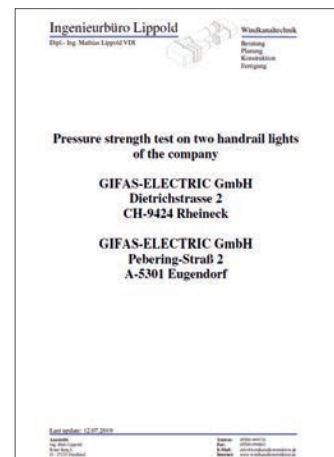 Ingenieurbüro Lippold
Dipl.- Ing. Mathias Lippold VDI
Windkanaltechnik
Beratung
Planung
Konstruktion
Fertigung
Pressure strength test on two handrail lights
of the company
GIFAS-ELECTRIC GmbH
Dietrichstrasse 2
CH-9424 Rheineck
GIFAS-ELECTRIC GmbH
Pebering-Straß 2
A-5301 Eugendorf
Last update: 12.07.2019